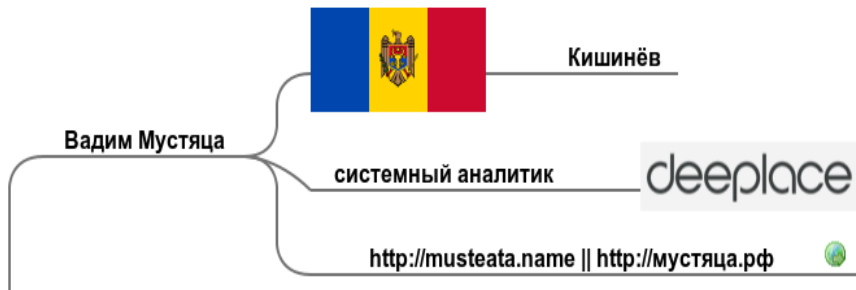 Кишинёв
Вадим Мустяца
системный аналитик
deeplace
http://musteata.name || http://мустяца.рф